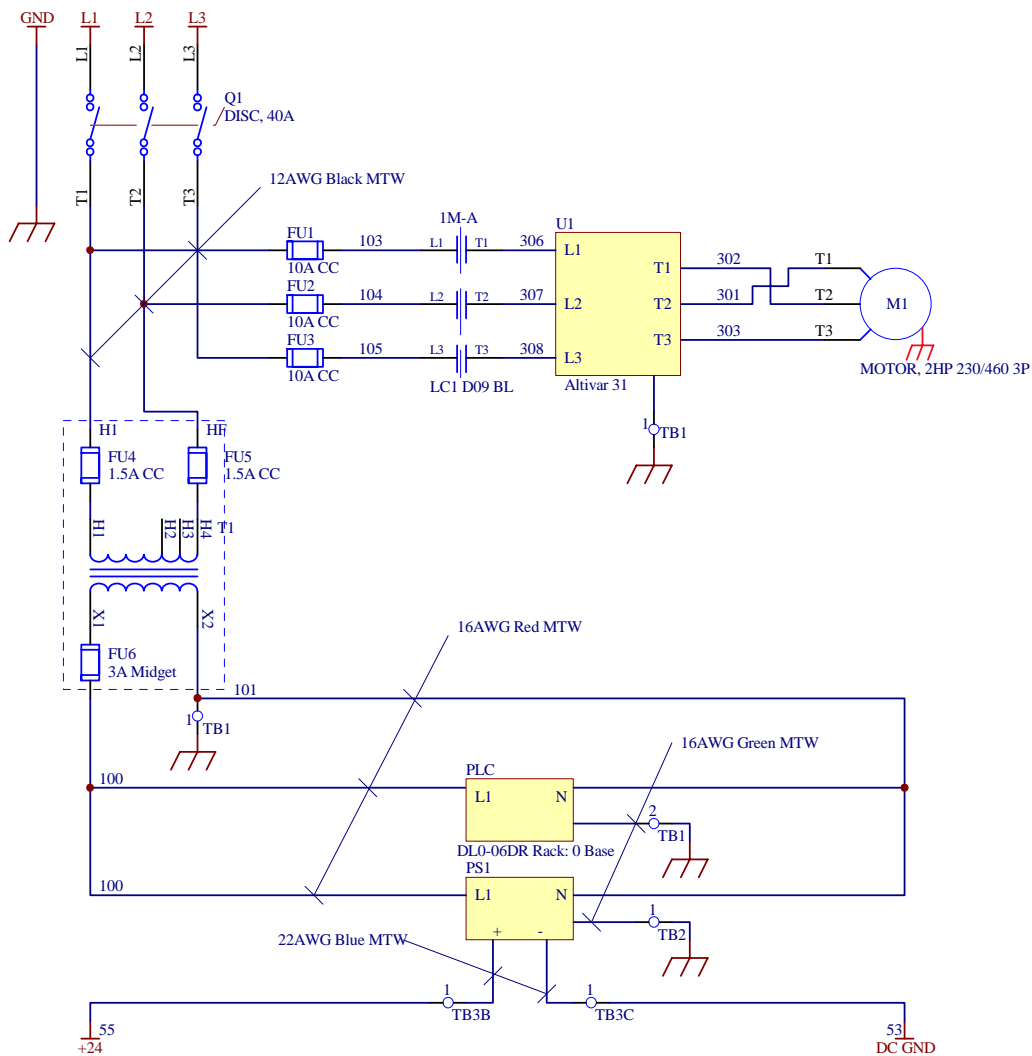 GND
L1
L2
L3
L1
L2
L3
Q1
DISC, 40A
T1
T2
T3
12AWG Black MTW
FU1
10A CC
103
1M-A
L1
T1
306
U1
L1
T1
302
T1
FU2
10A CC
104
L2
T2
307
L2
T2
301
T2
M1
FU3
10A CC
105
L3
T3
308
L3
T3
303
T3
LC1 D09 BL
Altivar 31
MOTOR, 2HP 230/460 3P
1
TB1
H1
HF
FU4
1.5A CC
FU5
1.5A CC
H1
H2
H3
H4
T1
X1
X2
FU6
3A Midget
16AWG Red MTW
101
1
TB1
16AWG Green MTW
100
PLC
L1
N
2
TB1
DL0-06DR Rack: 0 Base
PS1
100
L1
N
1
TB2
+
-
22AWG Blue MTW
1
TB3B
1
TB3C
55
+24
53
DC GND